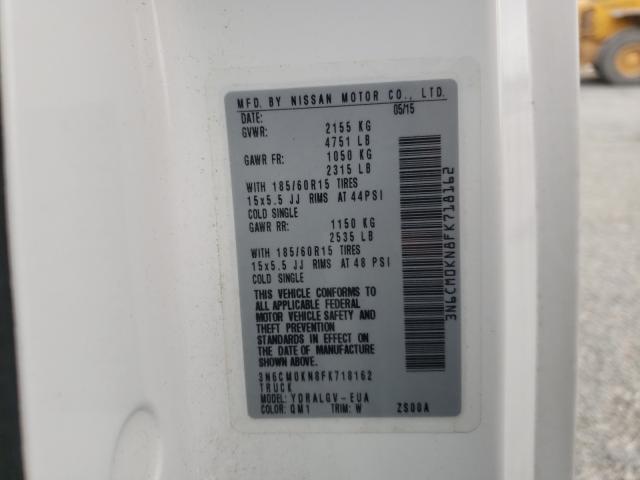 MFD. BY NISSAN MOTOR CO., LTD.
DATE: 05/15
GVWR: 2155 KG
4751 LB
GAWR FR: 1050 KG
2315 LB
WITH 185/60R15 TIRES
15x5.5 JJ RIMS AT 44PSI
COLD SINGLE
GAWR RR: 1150 KG
2535 LB
WITH 185/60R15 TIRES
15x5.5 JJ RIMS AT 48 PSI
COLD SINGLE
THIS VEHICLE CONFORMS TO
ALL APPLICABLE FEDERAL
MOTOR VEHICLE SAFETY AND
THEFT PREVENTION
STANDARDS IN EFFECT ON THE
DATE OF MANUFACTURE
SHOWN ABOVE.
3N6CM0KN8FK718162
TRUCK
MODEL: YDRALGV-EUA
COLOR: QM1 TRIM: W ZS00A
3N6CM0KN8FK718162